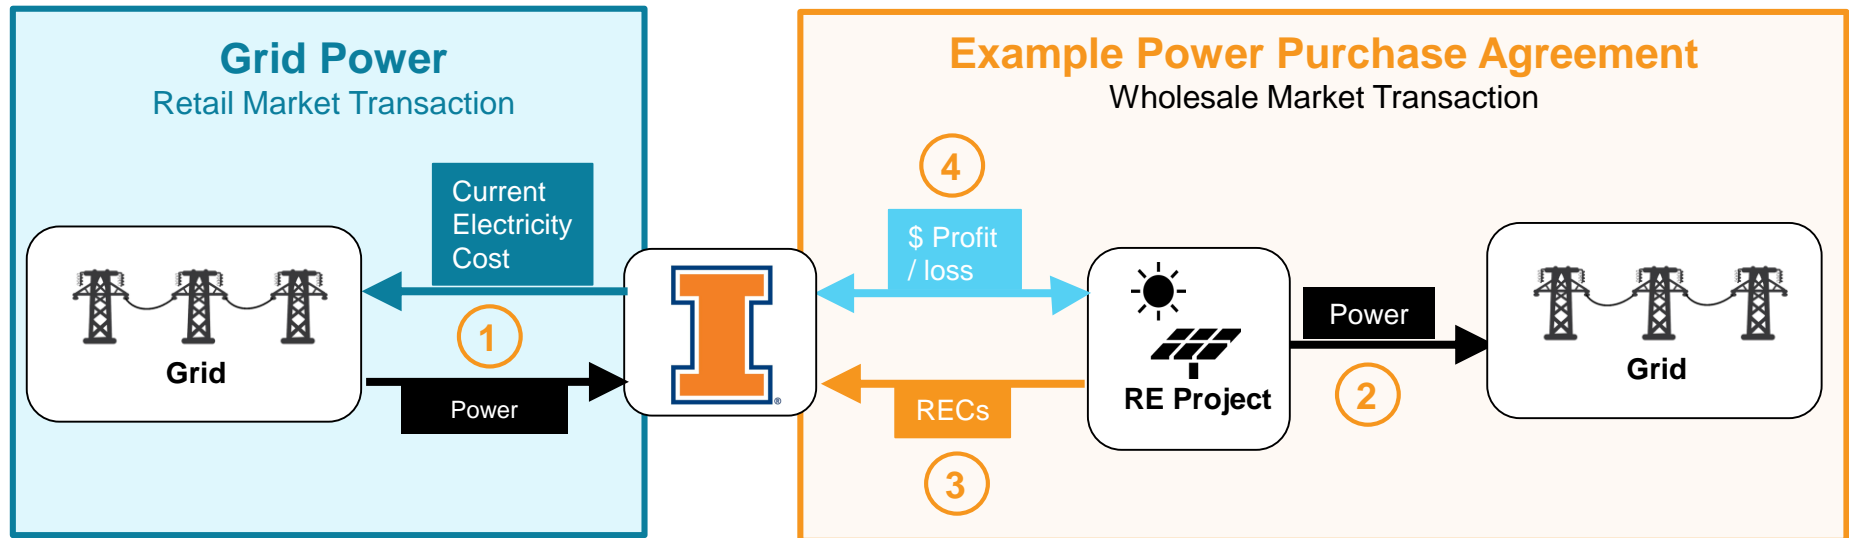 Grid Power
Retail Market Transaction
Current
Electricity
Cost
1
Power
Grid
I
®
Example Power Purchase Agreement
Wholesale Market Transaction
4
$ Profit
/ loss
RECs
3
RE Project
Power
2
Grid